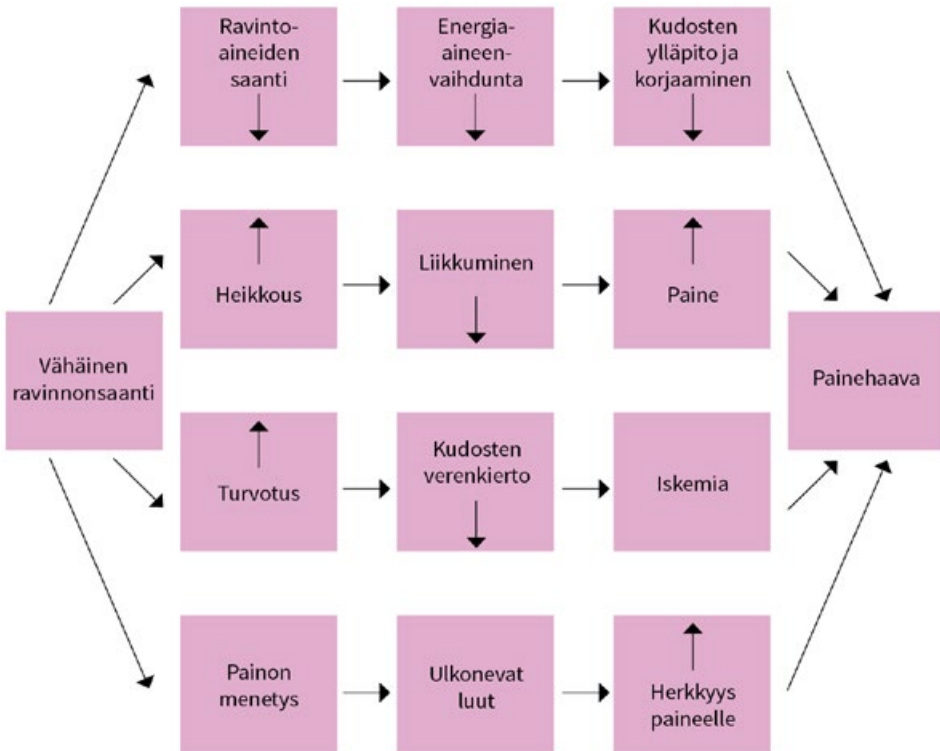 Ravinto-
aineiden
saanti
Energia-
aineen-
vaihdunta
Kudosten
ylläpito ja
korjaaminen
Heikkous
Liikkuminen
Paine
Vähäinen
ravinnonsaanti
Painehaava
Turvotus
Kudosten
verenkierto
Iskemia
Painon
menetys
Ulkonevat
luut
Herkkyys
paineelle